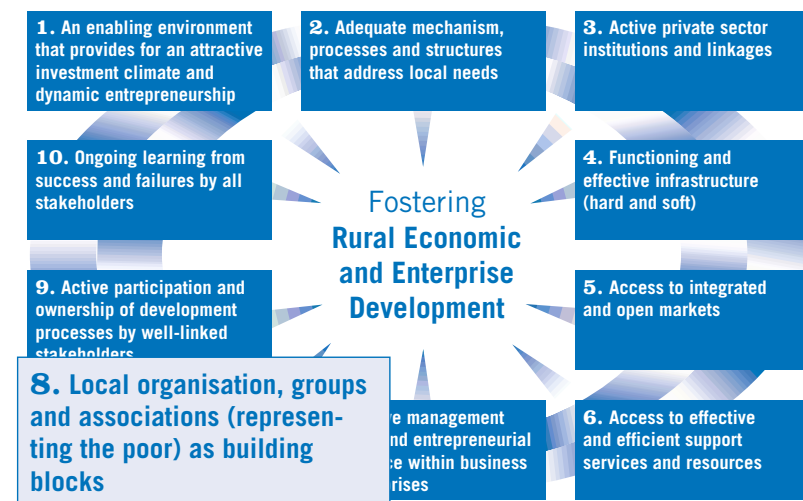 1. An enabling environment
that provides for an attractive
investment climate and
dynamic entrepreneurship
2. Adequate mechanism,
processes and structures
that address local needs
3. Active private sector
institutions and linkages
10. Ongoing learning from
success and failures by all
stakeholders
Fostering
Rural Economic
and Enterprise
Development
4. Functioning and
effective infrastructure
(hard and soft)
9. Active participation and
ownership of development
processes by well-linked
stakeholders
5. Access to integrated
and open markets
8. Local organisation, groups
and associations (represen-
ting the poor) as building
blocks
management
entrepreneurial
within business
6. Access to effective
and efficient support
services and resources